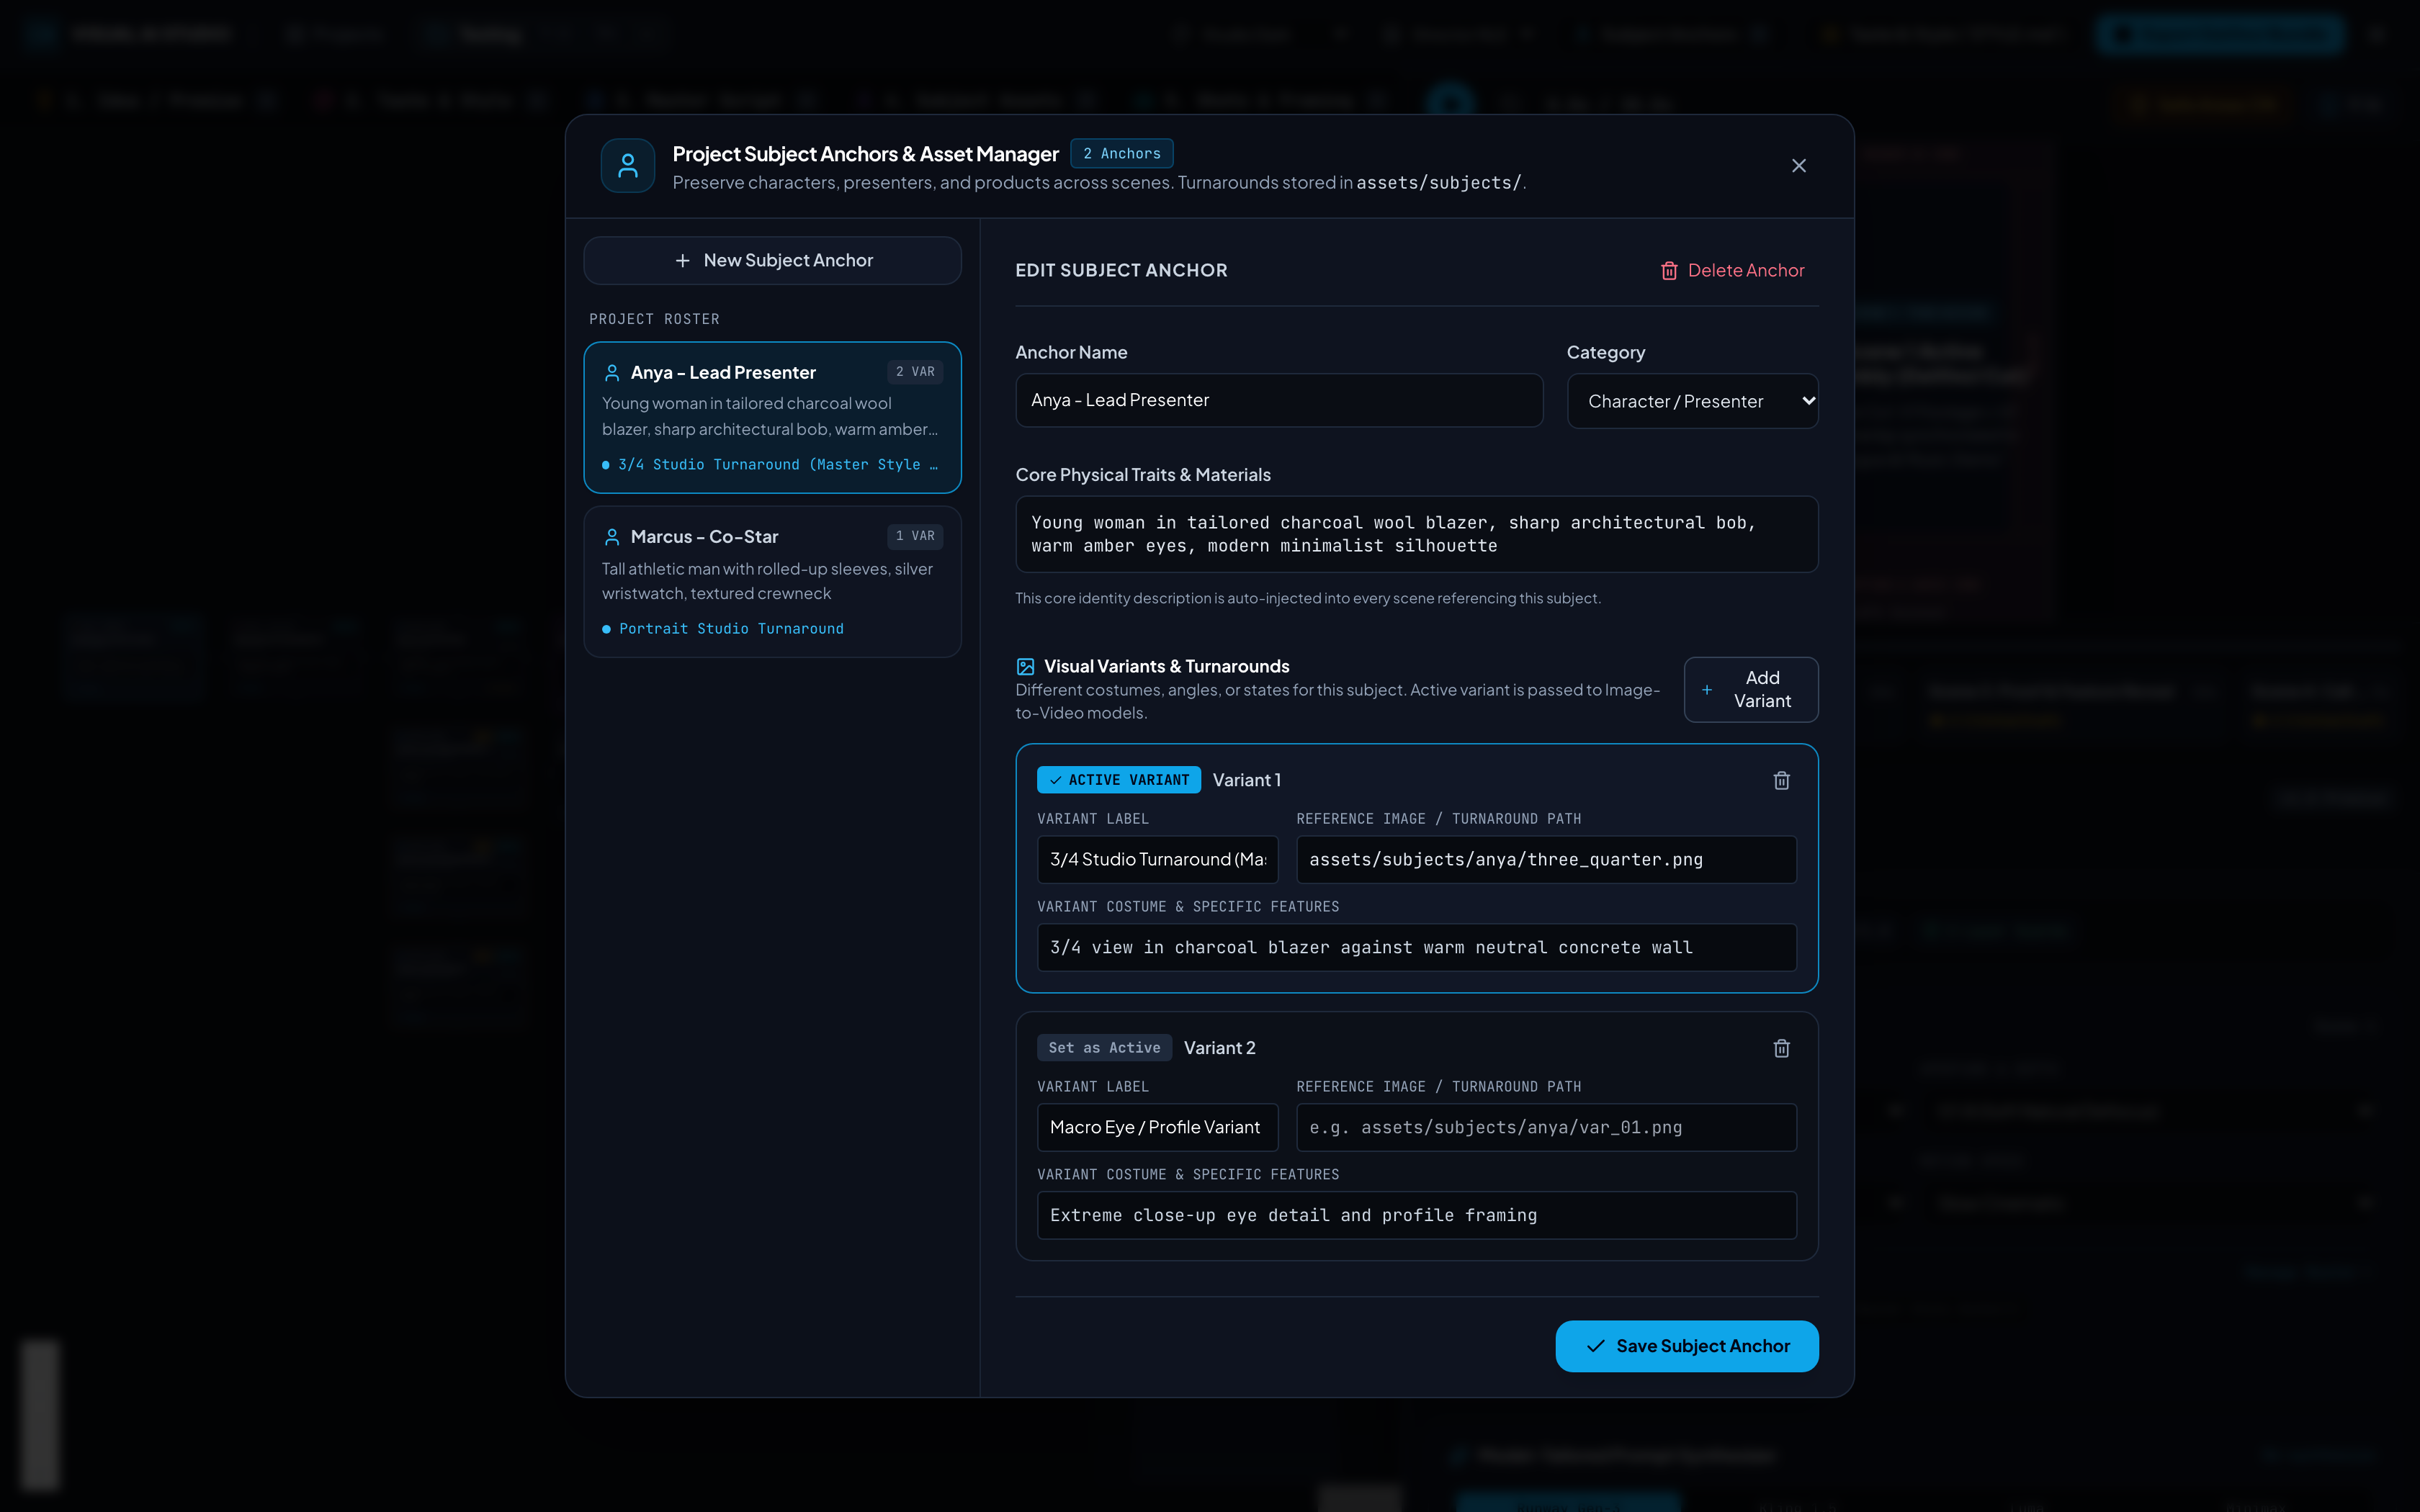 Project Subject Anchors & Asset Manager
2 Anchors
Preserve characters, presenters, and products across scenes. Turnarounds stored in assets/subjects/.
New Subject Anchor
PROJECT ROSTER
Anya - Lead Presenter
2 VAR
Young woman in tailored charcoal wool
blazer, sharp architectural bob, warm amber...
3/4 Studio Turnaround (Master Style …
Marcus - Co-Star
1 VAR
Tall athletic man with rolled-up sleeves, silver
wristwatch, textured crewneck
Portrait Studio Turnaround
EDIT SUBJECT ANCHOR
Delete Anchor
Anchor Name
Category
Anya - Lead Presenter
Character / Presenter
Core Physical Traits & Materials
Young woman in tailored charcoal wool blazer, sharp architectural bob,
warm amber eyes, modern minimalist silhouette
This core identity description is auto-injected into every scene referencing this subject.
Visual Variants & Turnarounds
Different costumes, angles, or states for this subject. Active variant is passed to Image-
to-Video models.
Add
Variant
ACTIVE VARIANT
Variant 1
VARIANT LABEL
REFERENCE IMAGE / TURNAROUND PATH
3/4 Studio Turnaround (Mas
assets/subjects/anya/three_quarter.png
VARIANT COSTUME & SPECIFIC FEATURES
3/4 view in charcoal blazer against warm neutral concrete wall
Set as Active
Variant 2
VARIANT LABEL
REFERENCE IMAGE / TURNAROUND PATH
Macro Eye / Profile Variant
e.g. assets/subjects/anya/var_01.png
VARIANT COSTUME & SPECIFIC FEATURES
Extreme close-up eye detail and profile framing
Save Subject Anchor